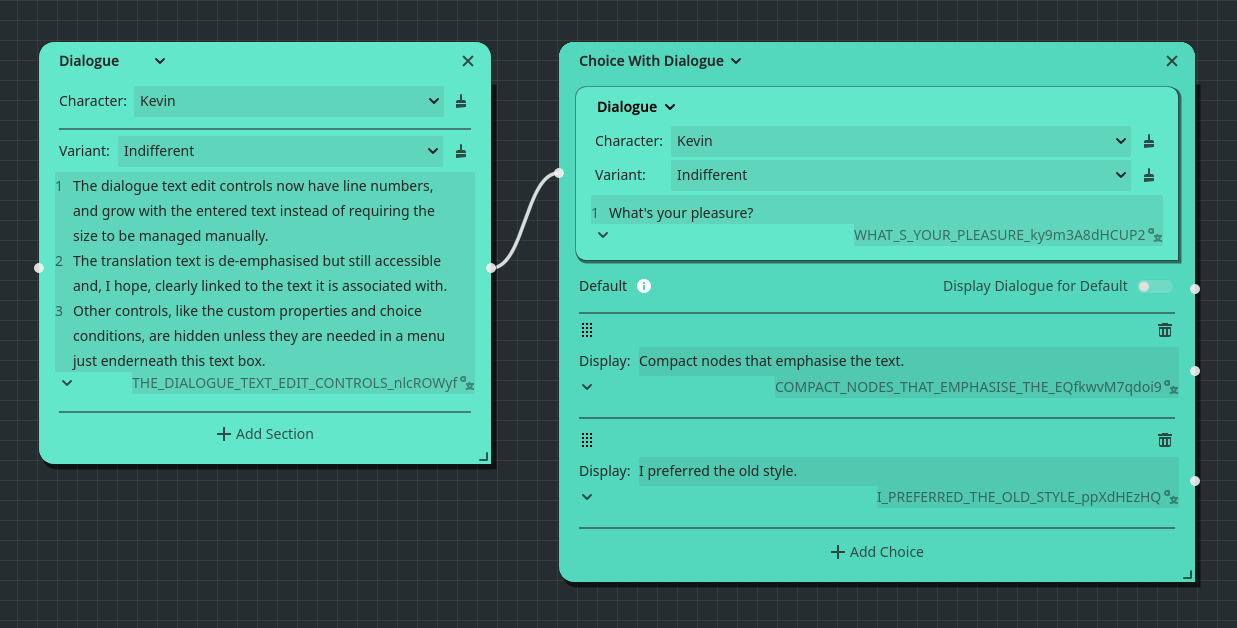 Dialogue
Character: Kevin
Variant: Indifferent
1 The dialogue text edit controls now have line numbers,
and grow with the entered text instead of requiring the
size to be managed manually.
2 The translation text is de-emphasised but still accessible
and, I hope, clearly linked to the text it is associated with.
3 Other controls, like the custom properties and choice
conditions, are hidden unless they are needed in a menu
just enderneath this text box.
THE_DIALOGUE_TEXT_EDIT_CONTROLS_nlcROWyf
Add Section
Choice With Dialogue
Dialogue
Character: Kevin
Variant: Indifferent
1 What's your pleasure?
WHAT_S_YOUR_PLEASURE_ky9m3A8dHCUP2
Default Display Dialogue for Default
Display: Compact nodes that emphasise the text.
COMPACT_NODES_THAT_EMPHASISE_THE_EQfkwvM7qdoi9
Display: I preferred the old style.
I_PREFERRED_THE_OLD_STYLE_ppXdHEzHQ
Add Choice